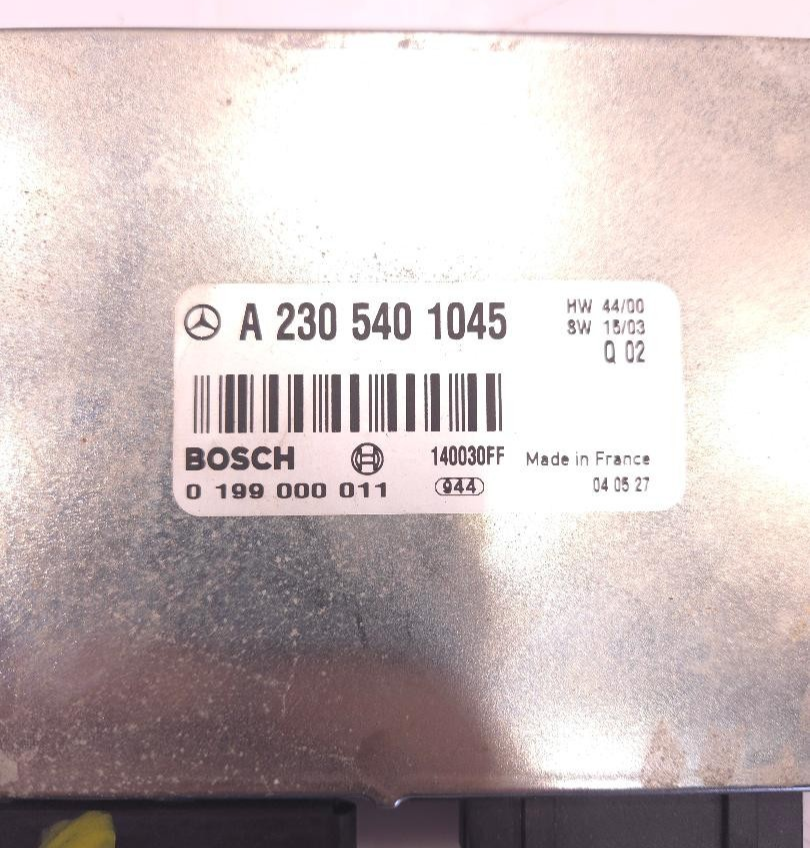 A 230 540 1045
HW 44/00
SW 15/03
Q 02
BOSCH 140030FF Made in France
0 199 000 011 944 04 05 27